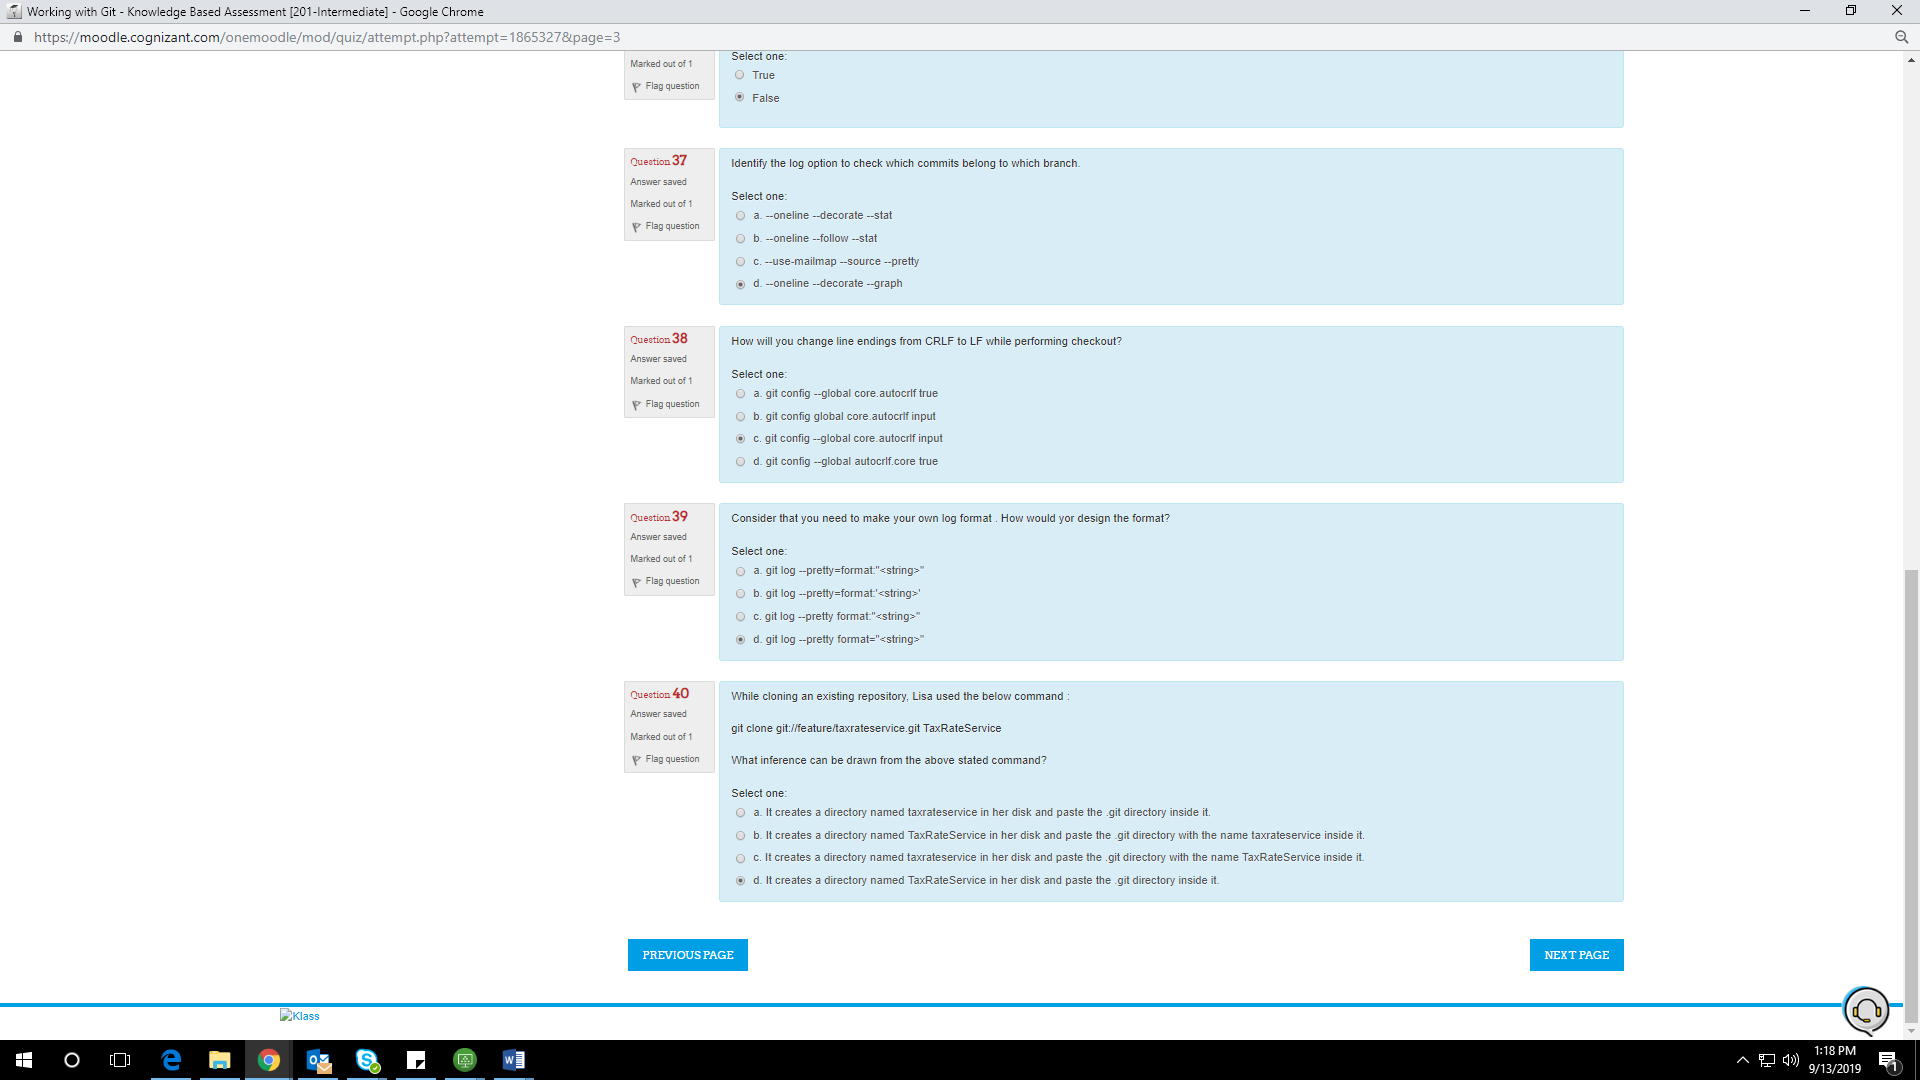 Working with Git - Knowledge Based Assessment [201-Intermediate] - Google Chrome
https://moodle.cognizant.com/onemoodle/mod/quiz/attempt.php?attempt=1865327&page=3
Marked out of 1
Flag question
Select one:
True
False
Question 37
Answer saved
Marked out of 1
Flag question
Identify the log option to check which commits belong to which branch.
Select one:
a. --oneline --decorate --stat
b. --oneline --follow --stat
c. --use-mailmap --source --pretty
d. --oneline --decorate --graph
Question 38
Answer saved
Marked out of 1
Flag question
How will you change line endings from CRLF to LF while performing checkout?
Select one:
a. git config --global core.autocrlf true
b. git config global core.autocrlf input
c. git config --global core.autocrlf input
d. git config --global autocrlf.core true
Question 39
Answer saved
Marked out of 1
Flag question
Consider that you need to make your own log format . How would yor design the format?
Select one:
a. git log --pretty=format:"<string>"
b. git log --pretty=format:'<string>'
c. git log --pretty format:"<string>"
d. git log --pretty format="<string>"
Question 40
Answer saved
Marked out of 1
Flag question
While cloning an existing repository, Lisa used the below command :
git clone git://feature/taxrateservice.git TaxRateService
What inference can be drawn from the above stated command?
Select one:
a. It creates a directory named taxrateservice in her disk and paste the .git directory inside it.
b. It creates a directory named TaxRateService in her disk and paste the .git directory with the name taxrateservice inside it.
c. It creates a directory named taxrateservice in her disk and paste the .git directory with the name TaxRateService inside it.
d. It creates a directory named TaxRateService in her disk and paste the .git directory inside it.
PREVIOUS PAGE
NEXT PAGE
Klass
1:18 PM
9/13/2019
1